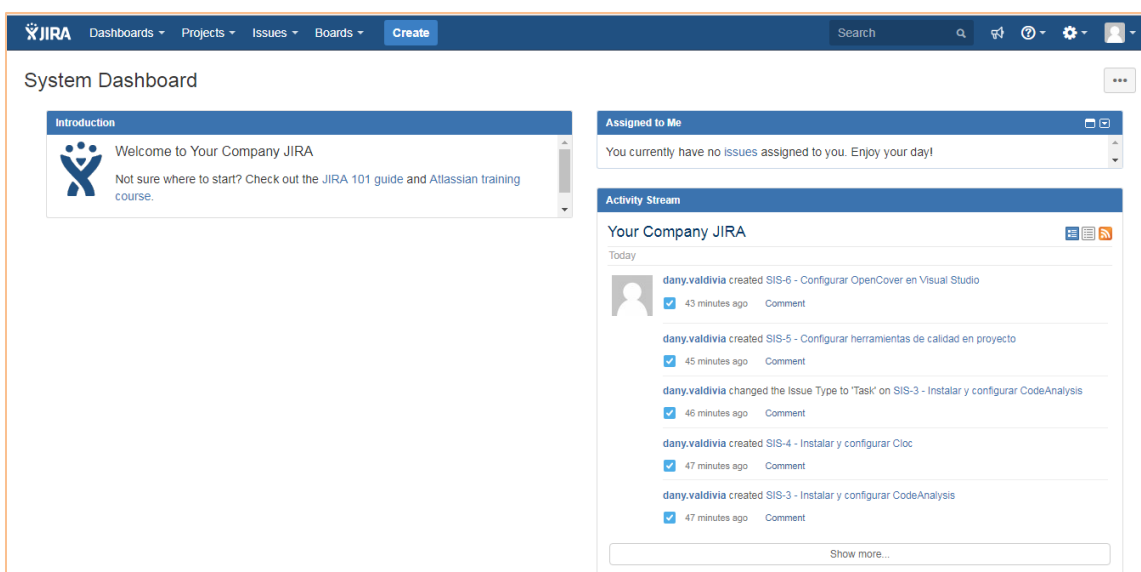 JIRA Dashboards Projects Issues Boards Create Search
System Dashboard
Introduction
Welcome to Your Company JIRA
Not sure where to start? Check out the JIRA 101 guide and Atlassian training
course.
Assigned to Me
You currently have no issues assigned to you. Enjoy your day!
Activity Stream
Your Company JIRA
Today
dany.valdivia created SIS-6 - Configurar OpenCover en Visual Studio
43 minutes ago Comment
dany.valdivia created SIS-5 - Configurar herramientas de calidad en proyecto
45 minutes ago Comment
dany.valdivia changed the Issue Type to 'Task' on SIS-3 - Instalar y configurar CodeAnalysis
46 minutes ago Comment
dany.valdivia created SIS-4 - Instalar y configurar Cloc
47 minutes ago Comment
dany.valdivia created SIS-3 - Instalar y configurar CodeAnalysis
47 minutes ago Comment
Show more...